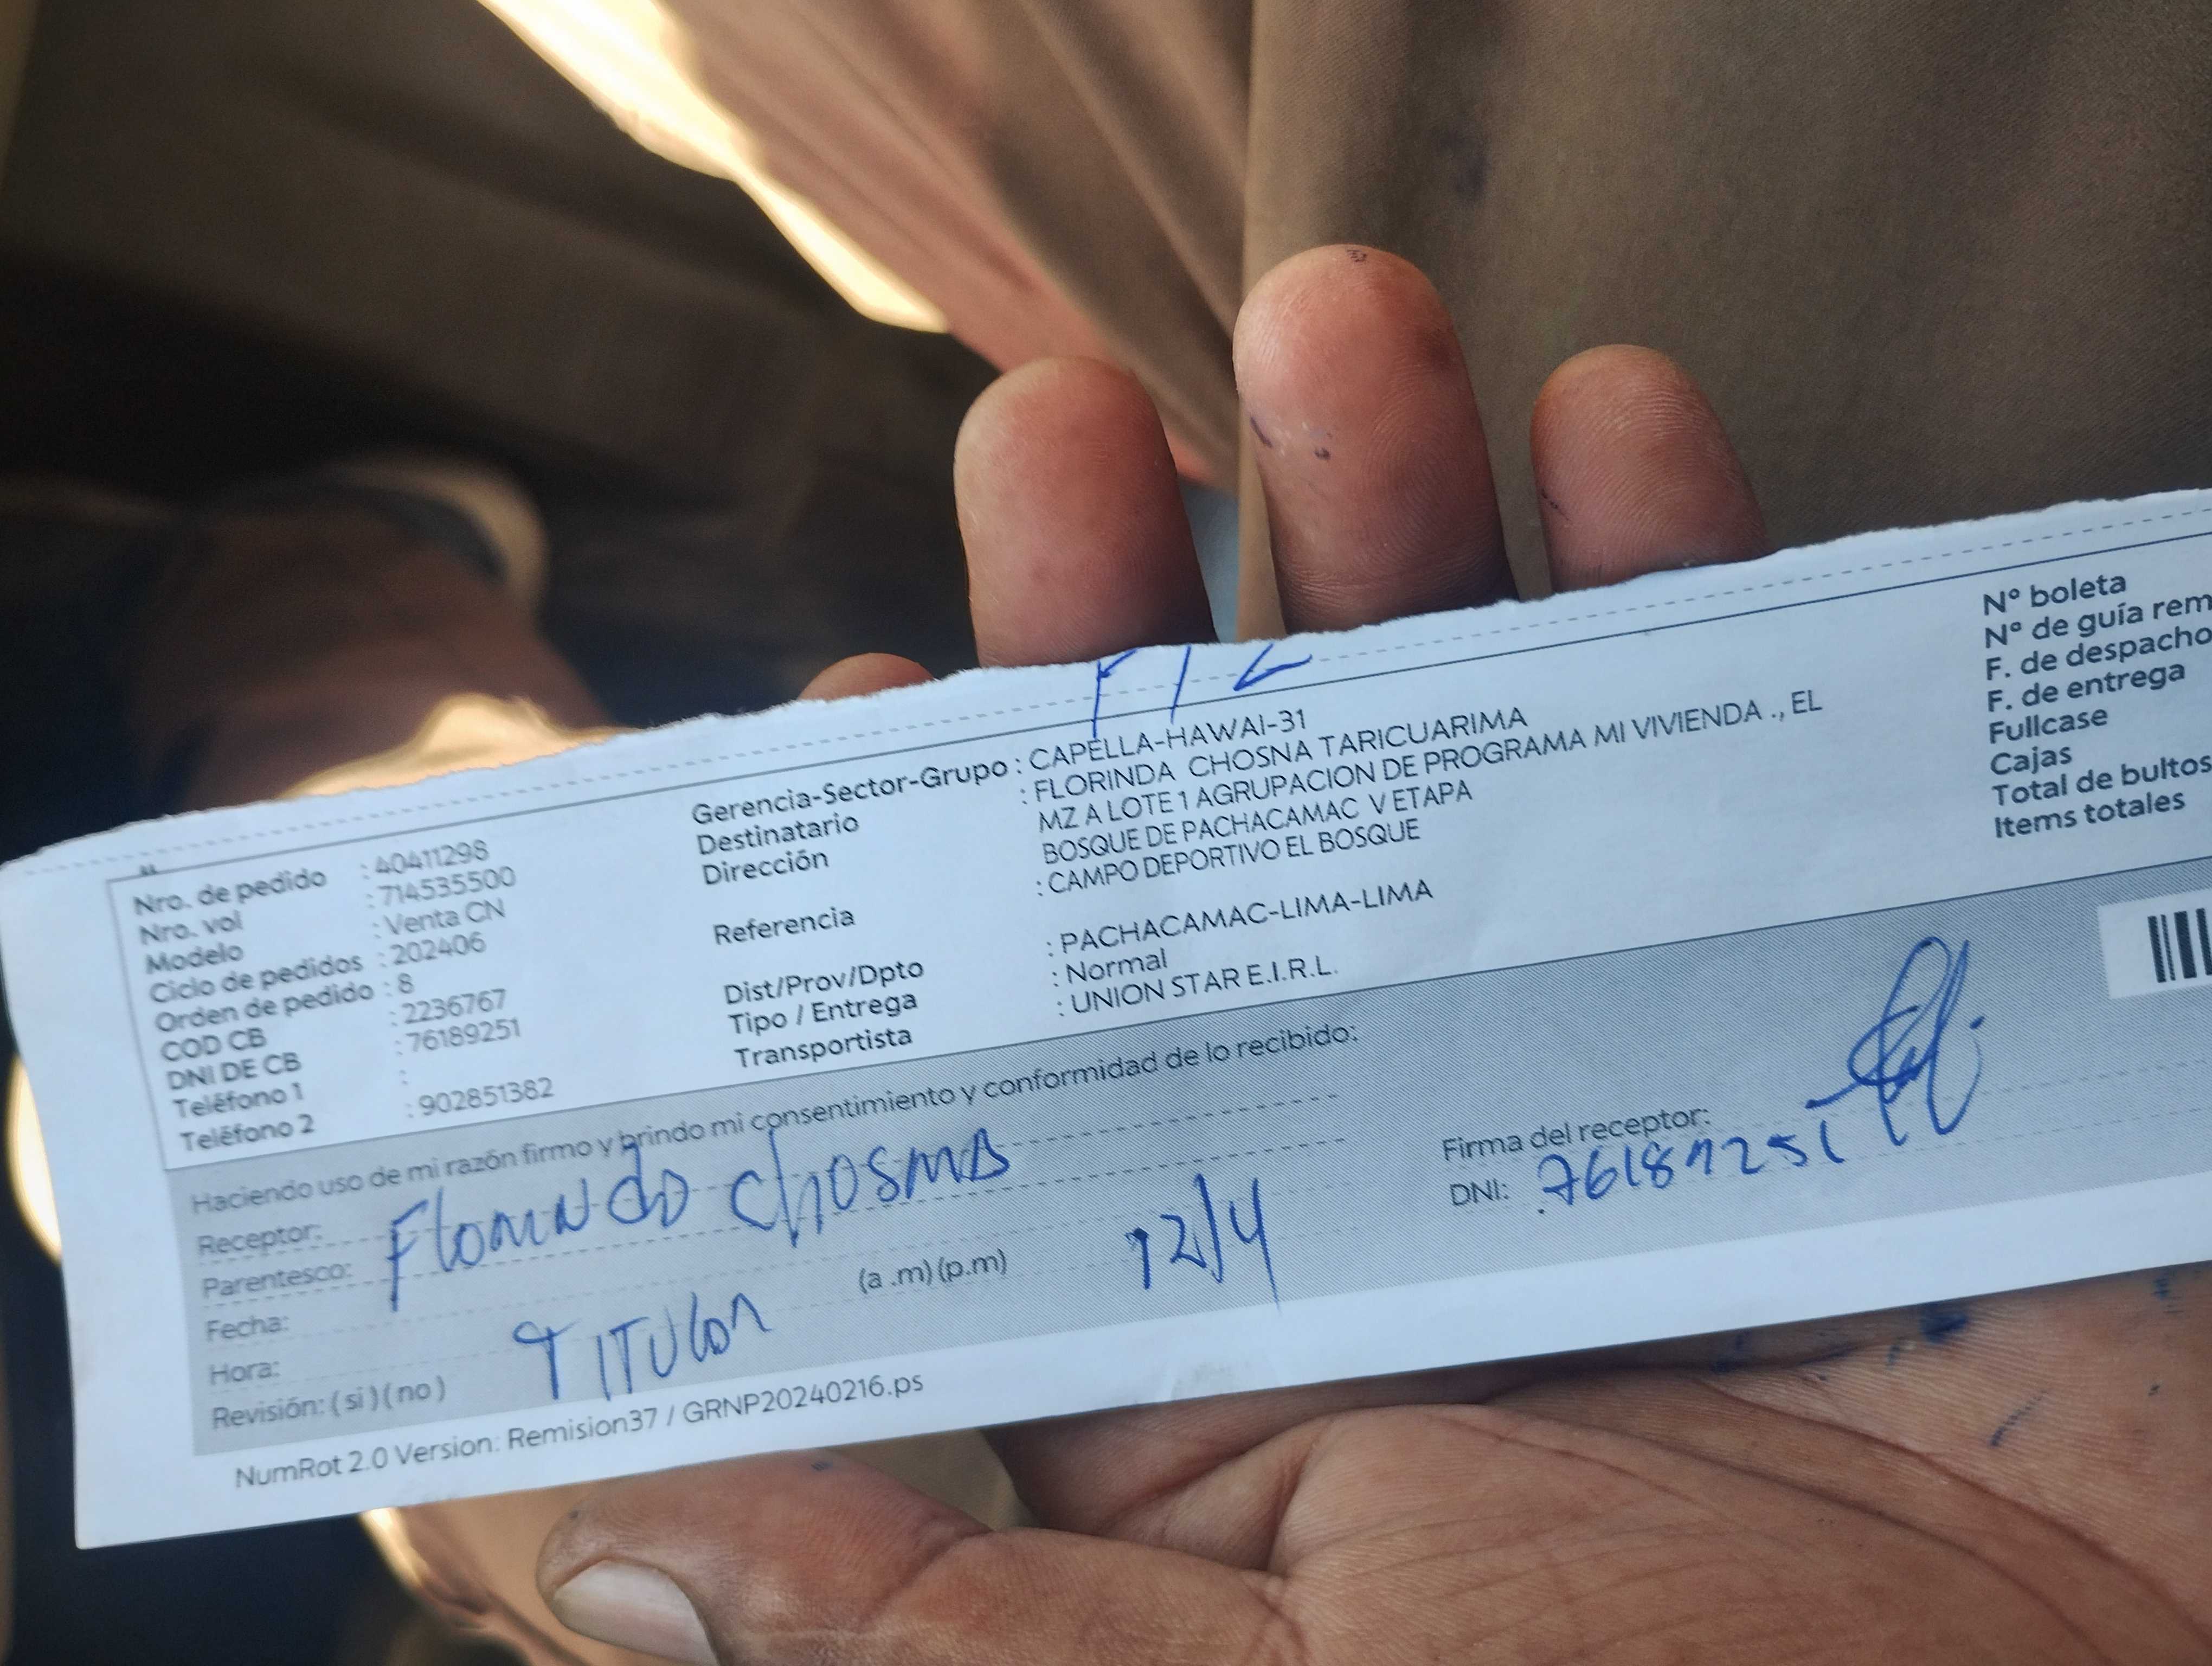 Nro. de pedido : 40411298
Nro. vol : 714535500
Modelo : Venta CN
Ciclo de pedidos : 202406
Orden de pedido : 8
COD CB : 2236767
DNI DE CB : 76189251
Teléfono 1 :
Teléfono 2 : 902851382
Gerencia-Sector-Grupo : CAPELLA-HAWAI-31
Destinatario : FLORINDA CHOSNA TARICUARIMA
Dirección MZ A LOTE 1 AGRUPACION DE PROGRAMA MI VIVIENDA ., EL
BOSQUE DE PACHACAMAC V ETAPA
Referencia : CAMPO DEPORTIVO EL BOSQUE
Dist/Prov/Dpto : PACHACAMAC-LIMA-LIMA
Tipo / Entrega : Normal
Transportista : UNION STAR E.I.R.L.
Nº boleta
Nº de guía rem
F. de despacho
F. de entrega
Fullcase
Cajas
Total de bultos
Items totales
Haciendo uso de mi razón firmo y brindo mi consentimiento y conformidad de lo recibido:
Receptor:
Parentesco:
Fecha:
Hora: (a .m) (p.m)
Revisión: ( si ) ( no )
chosma
TITULAR
12/4
Firma del receptor:
DNI: 76189251
NumRot 2.0 Version: Remision37 / GRNP20240216.ps